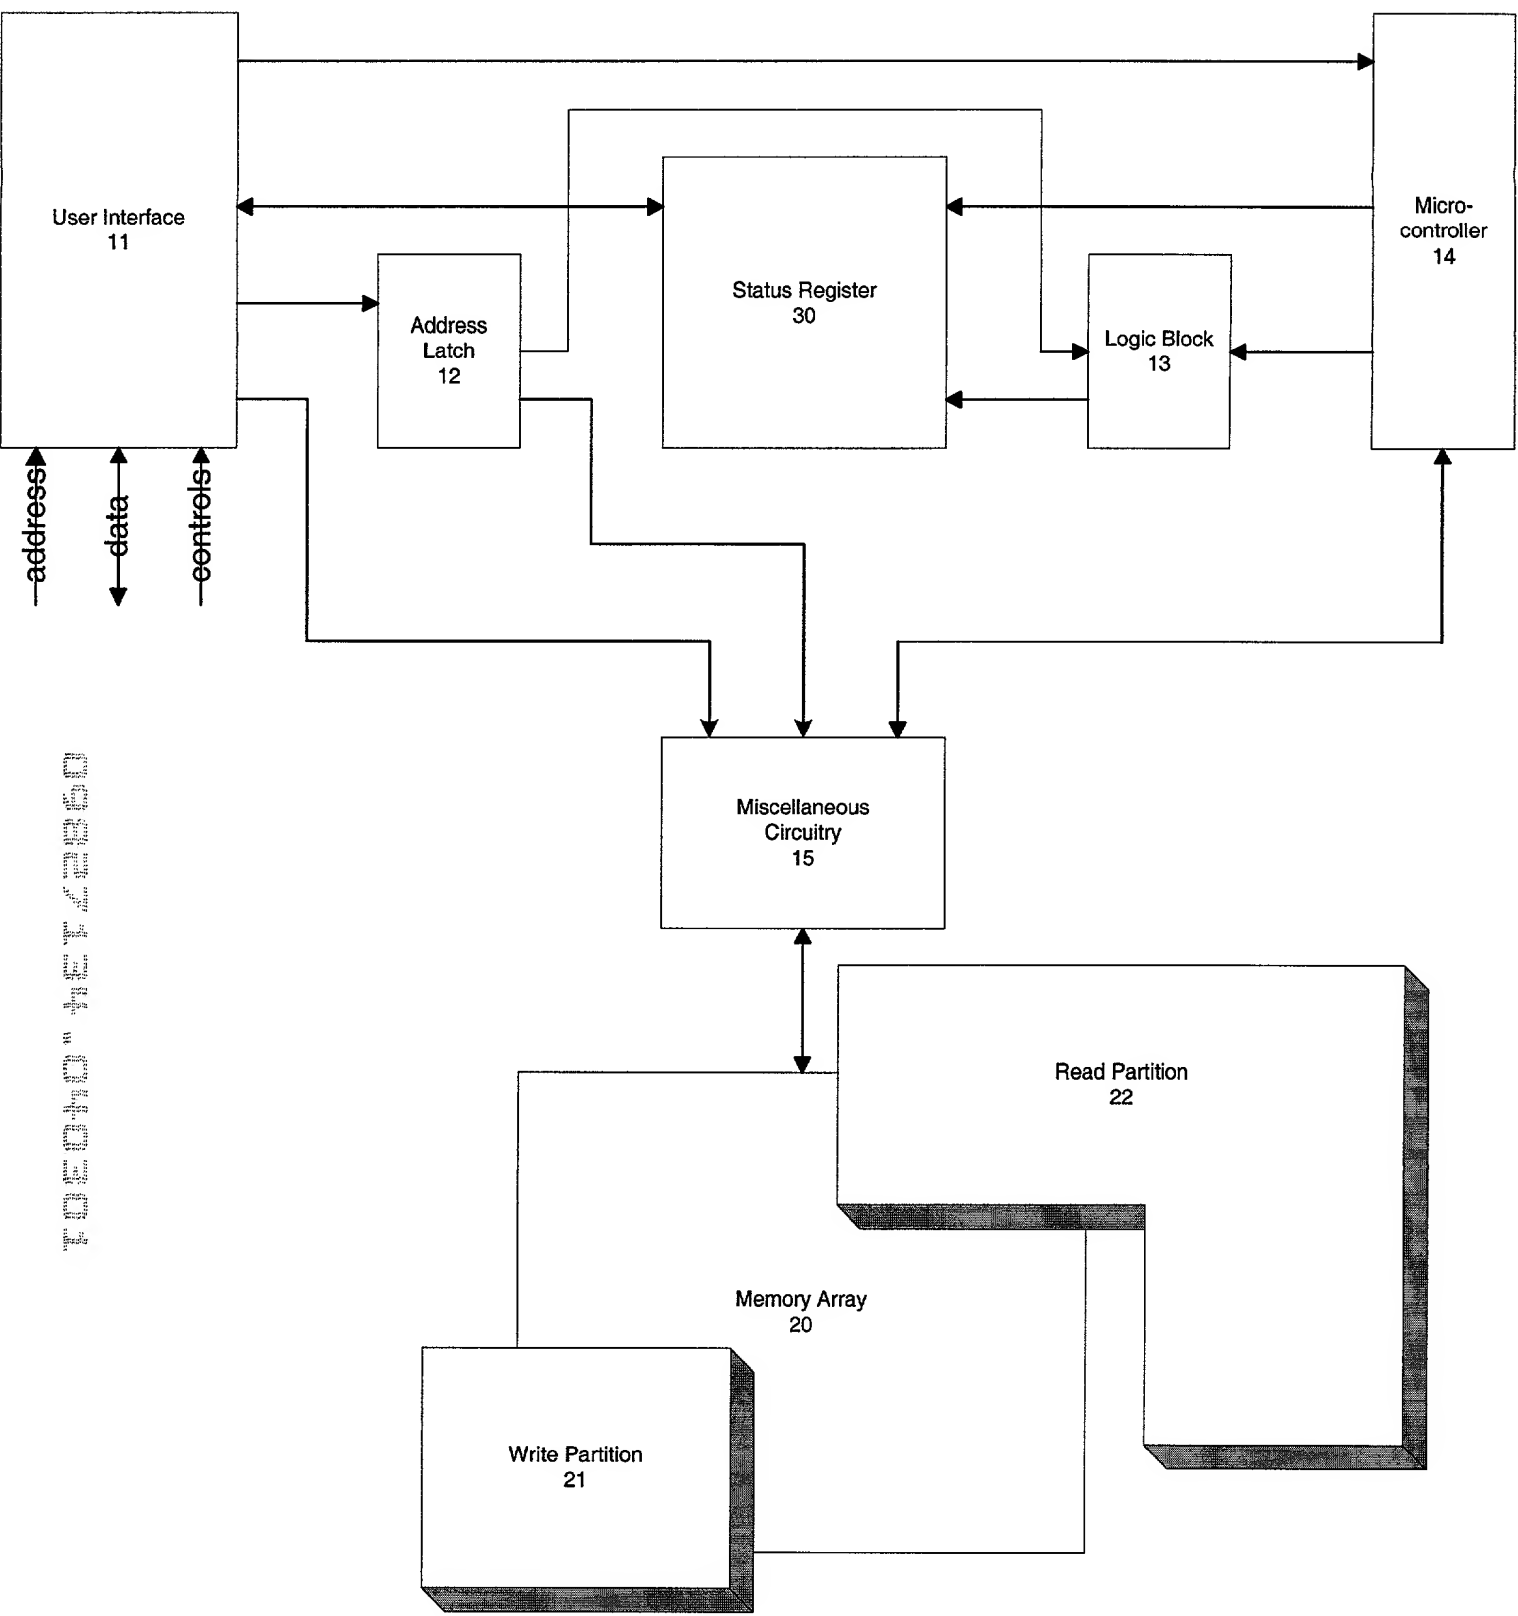 User Interface
11
Address
Latch
12
Status Register
30
Logic Block
13
Micro-
controller
14
address
data
controls
Miscellaneous
Circuitry
15
Read Partition
22
Memory Array
20
Write Partition
21